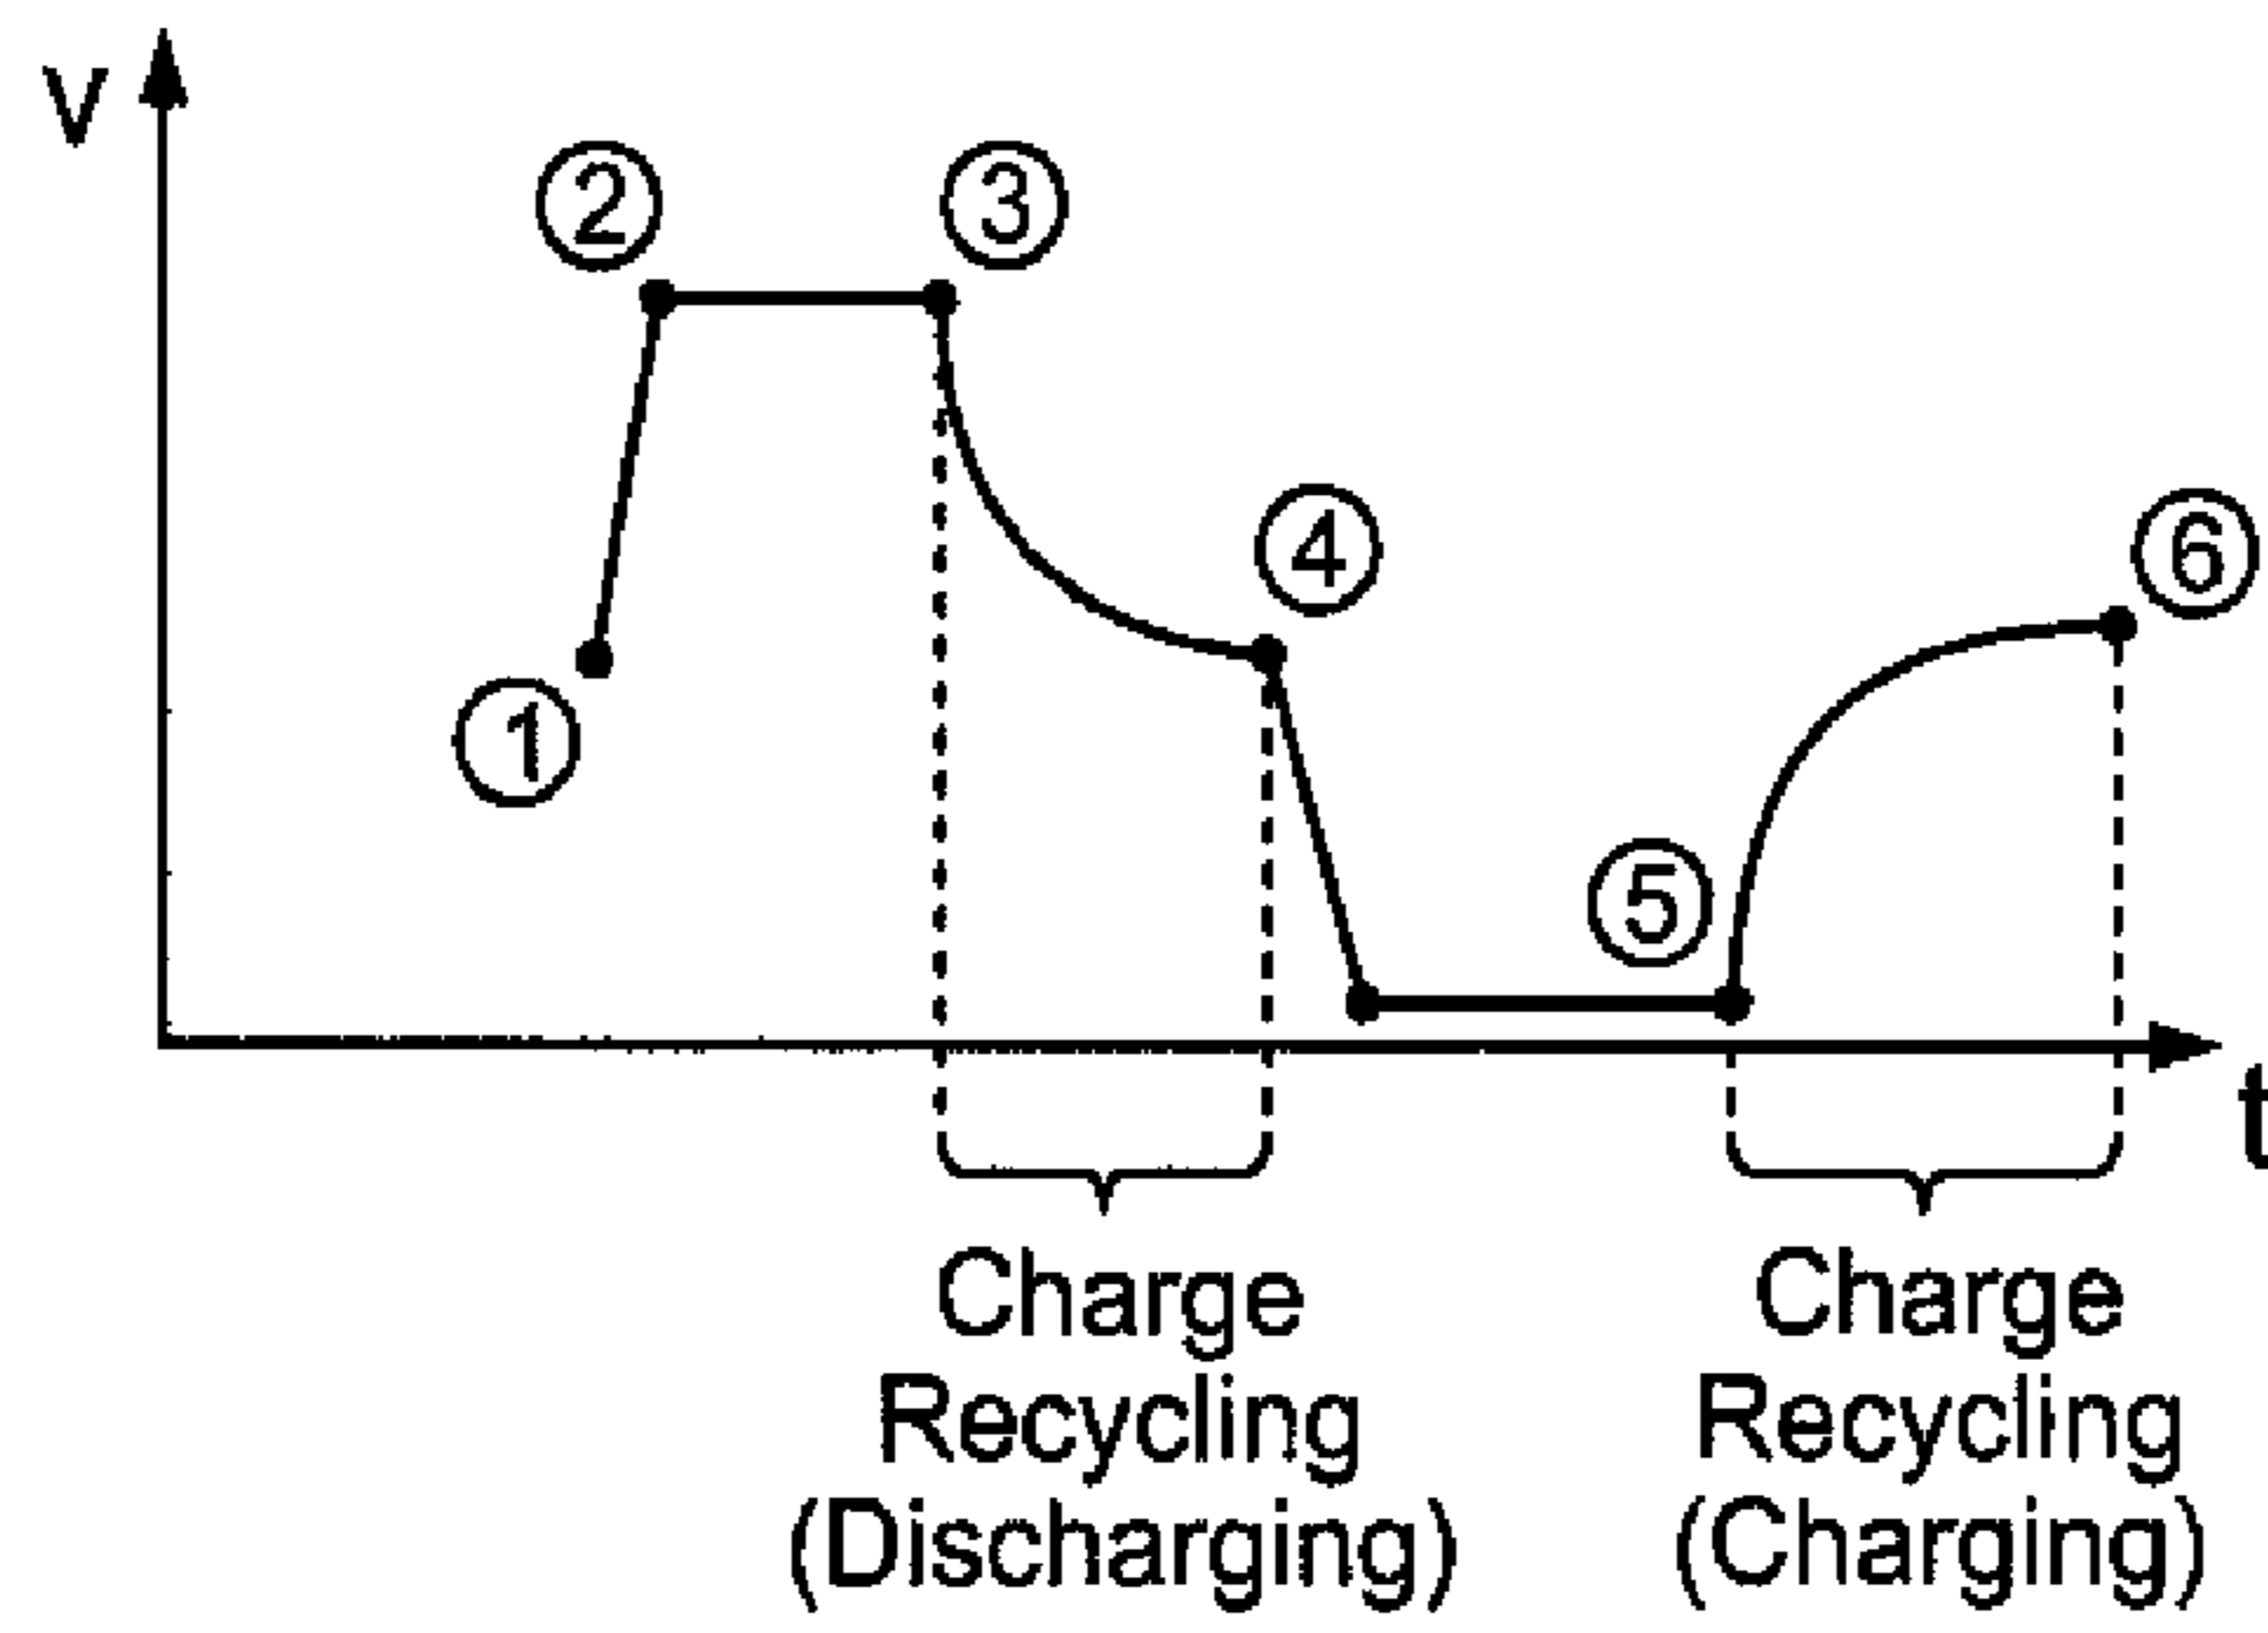 V
②
③
④
⑥
①
⑤
t
Charge
Recycling
(Discharging)
Charge
Recycling
(Charging)